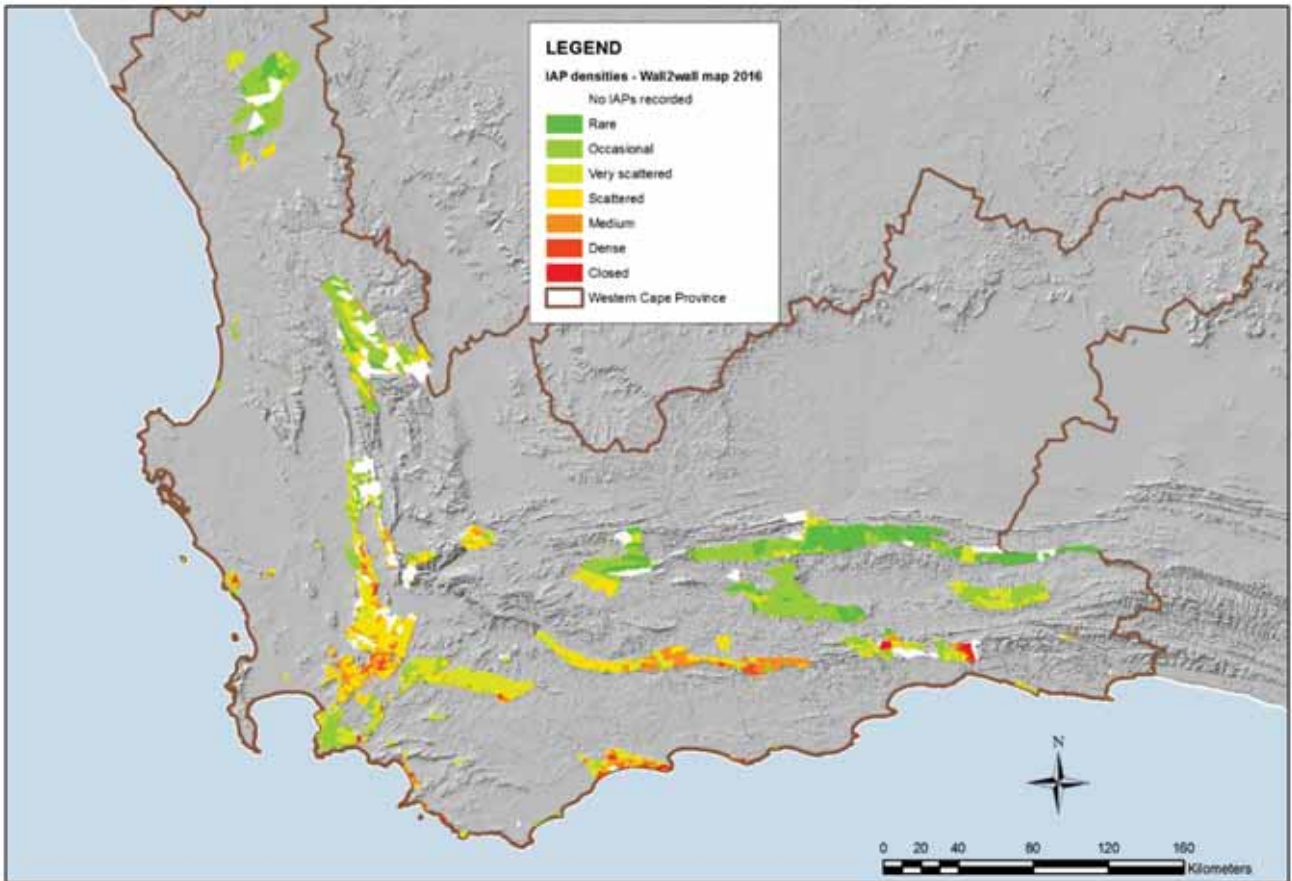 LEGEND
IAP densities - Wall2wall map 2016
No IAPs recorded
Rare
Occasional
Very scattered
Scattered
Medium
Dense
Closed
Western Cape Province
N
0 20 40 80 120 160
Kilometers